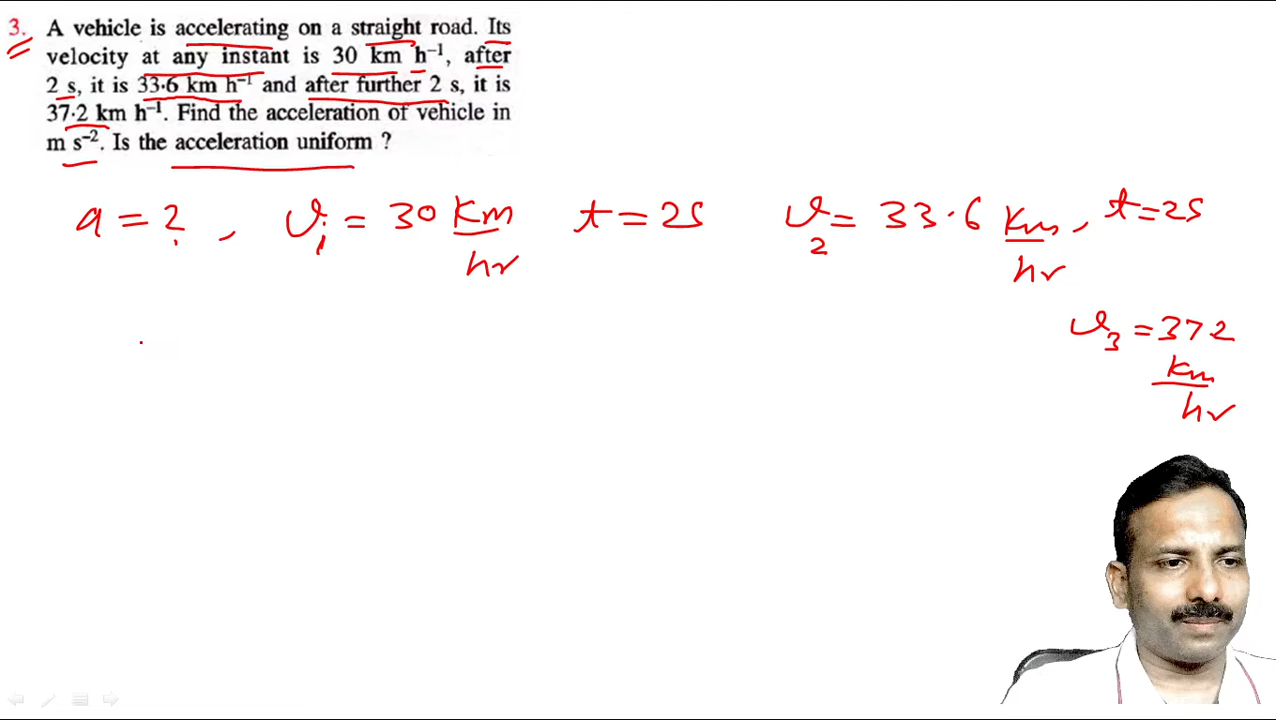 3. A vehicle is accelerating on a straight road. Its
velocity at any instant is 30 km h⁻¹, after
2 s, it is 33·6 km h⁻¹ and after further 2 s, it is
37·2 km h⁻¹. Find the acceleration of vehicle in
m s⁻². Is the acceleration uniform ?
a = ? , v₁ = 30 Km/hr t = 2s v₂ = 33.6 Km/hr, t = 2s
v₃ = 372
Km
hr